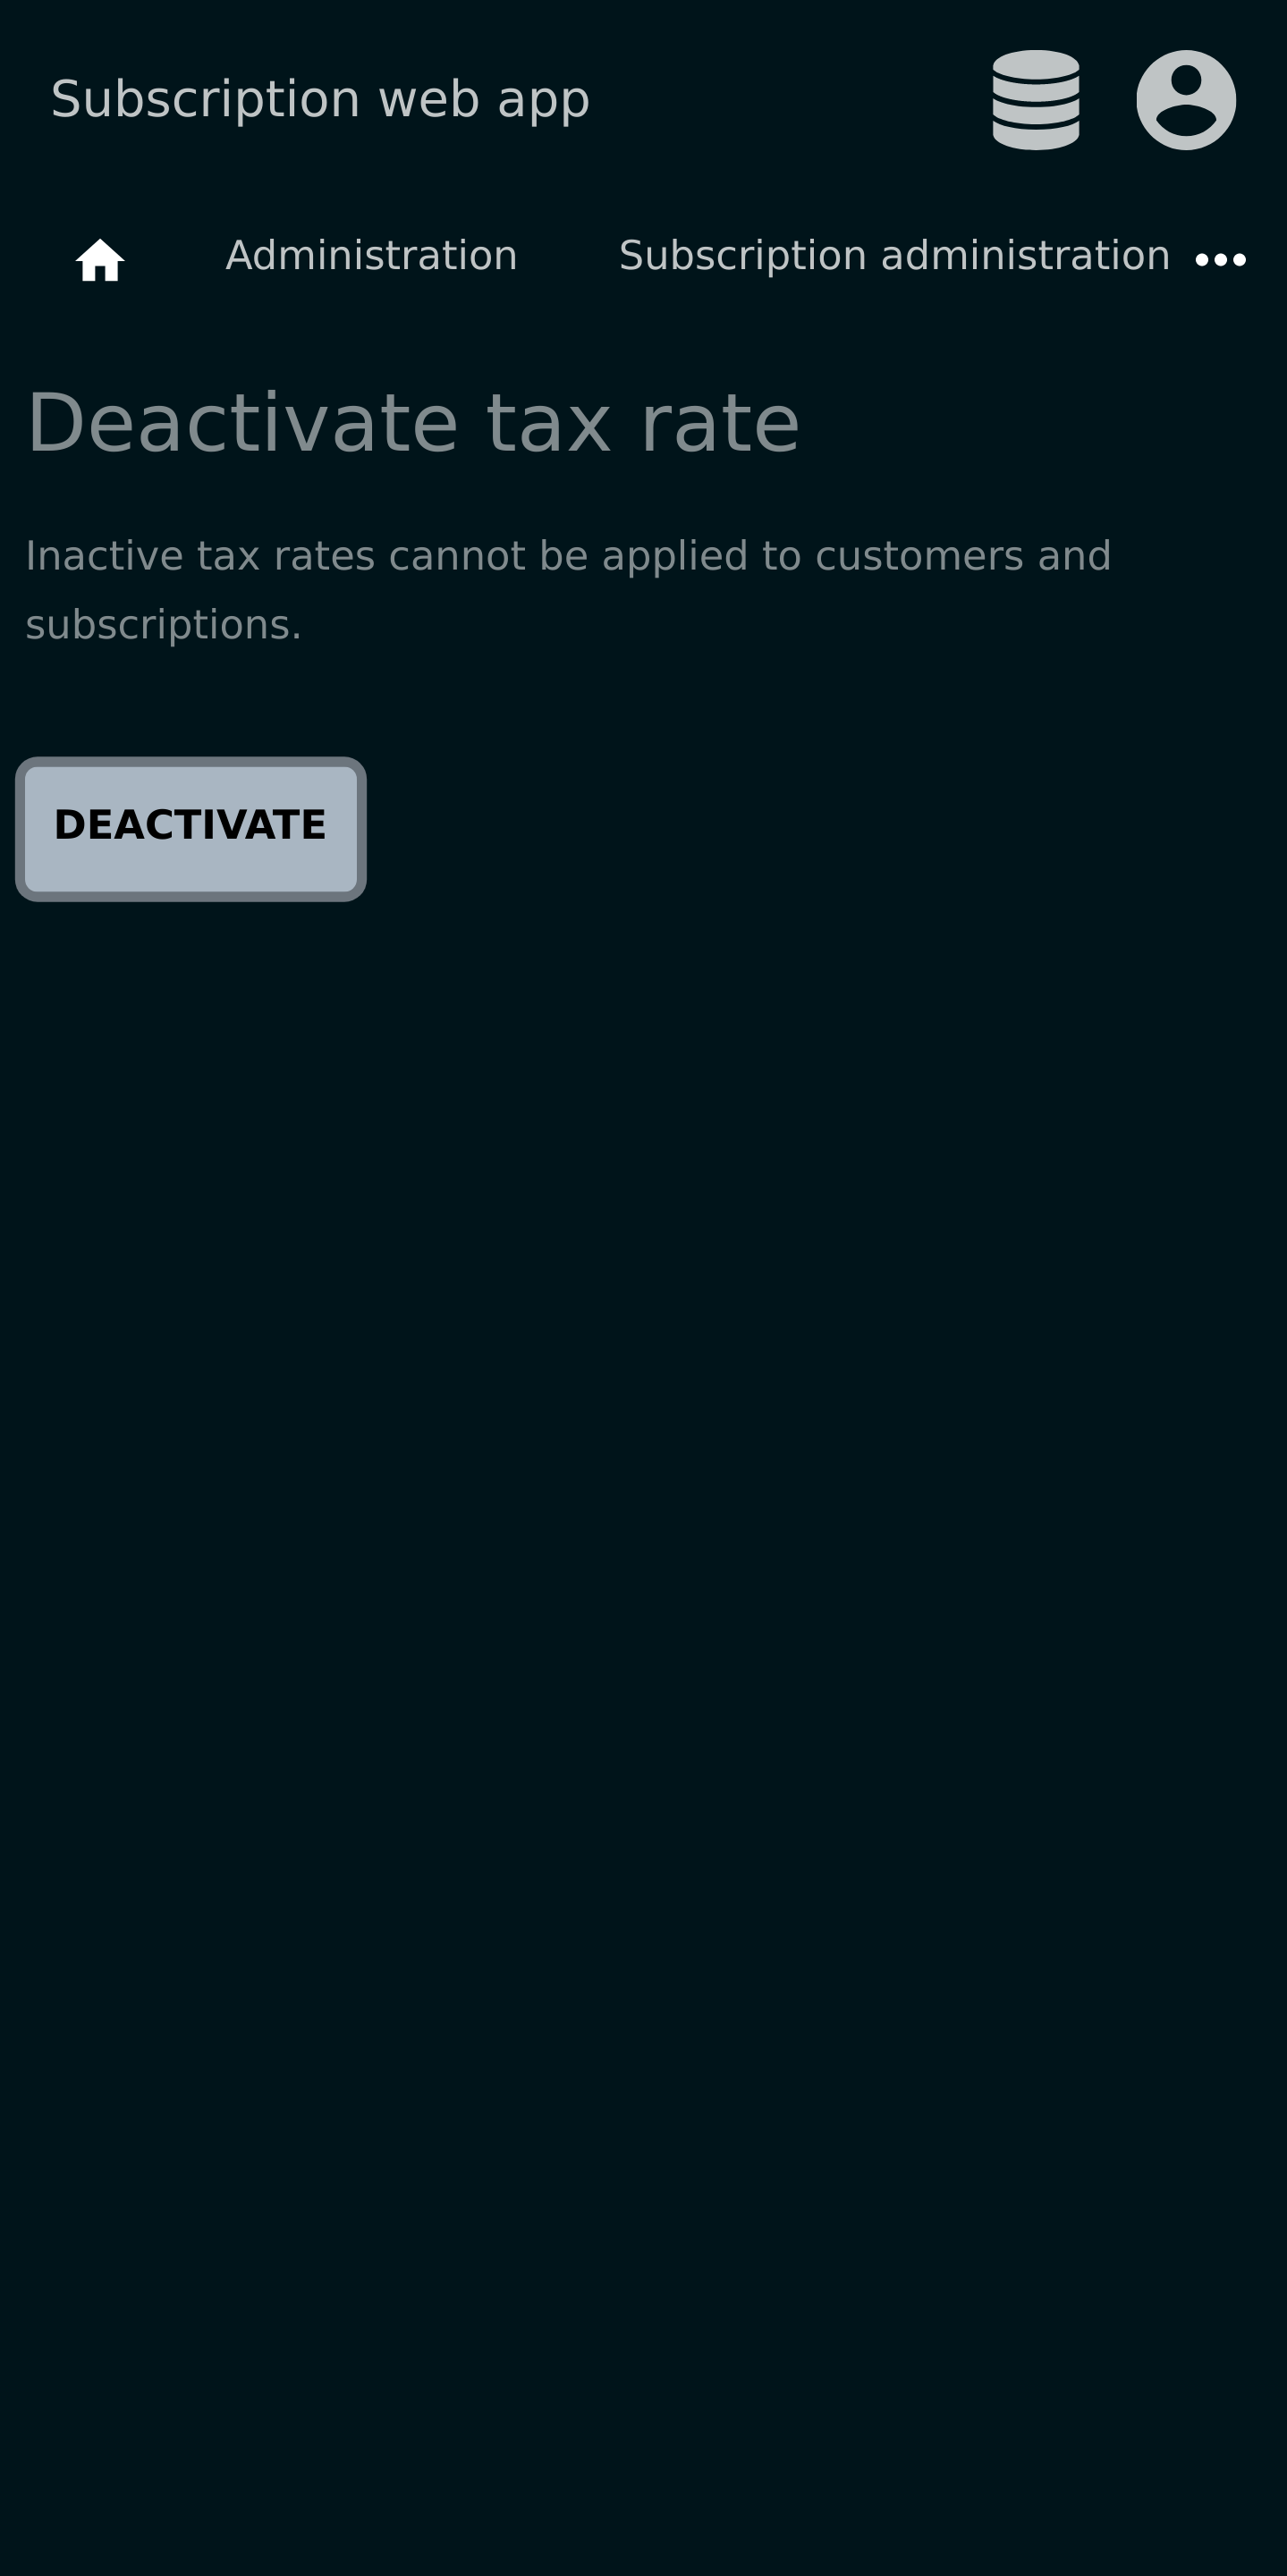 Subscription web app
Administration Subscription administration
Deactivate tax rate
Inactive tax rates cannot be applied to customers and
subscriptions.
DEACTIVATE